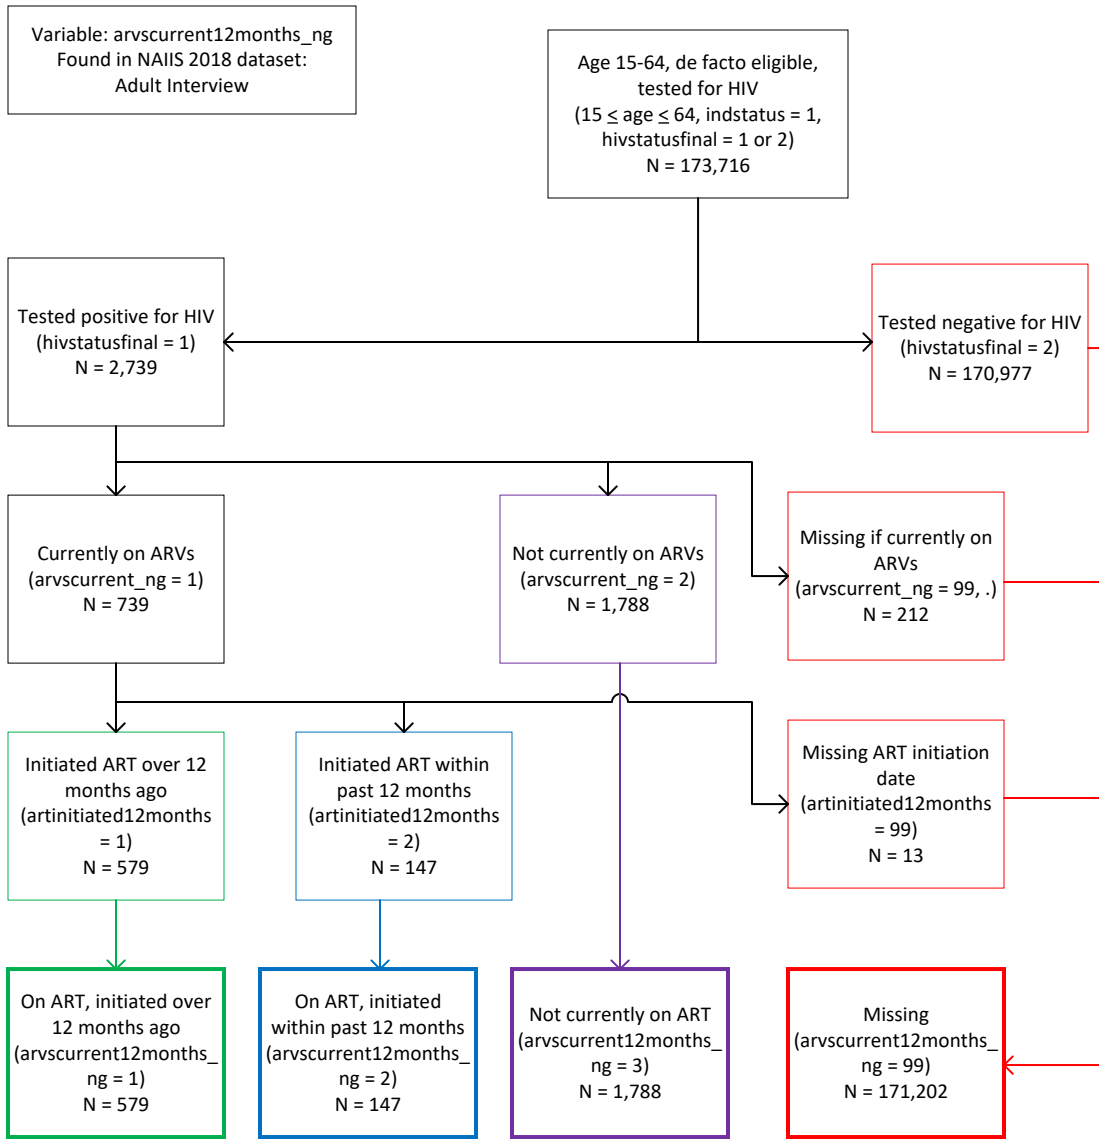 Variable: arvscurrent12months_ng
Found in NAIIS 2018 dataset:
Adult Interview
Age 15-64, de facto eligible,
tested for HIV
(15 ≤ age ≤ 64, indstatus = 1,
hivstatusfinal = 1 or 2)
N = 173,716
Tested positive for HIV
(hivstatusfinal = 1)
N = 2,739
Tested negative for HIV
(hivstatusfinal = 2)
N = 170,977
Currently on ARVs
(arvscurrent_ng = 1)
N = 739
Not currently on ARVs
(arvscurrent_ng = 2)
N = 1,788
Missing if currently on
ARVs
(arvscurrent_ng = 99, .)
N = 212
Initiated ART over 12
months ago
(artinitiated12months
= 1)
N = 579
Initiated ART within
past 12 months
(artinitiated12months
= 2)
N = 147
Missing ART initiation
date
(artinitiated12months
= 99)
N = 13
On ART, initiated over
12 months ago
(arvscurrent12months_
ng = 1)
N = 579
On ART, initiated
within past 12 months
(arvscurrent12months_
ng = 2)
N = 147
Not currently on ART
(arvscurrent12months_
ng = 3)
N = 1,788
Missing
(arvscurrent12months_
ng = 99)
N = 171,202